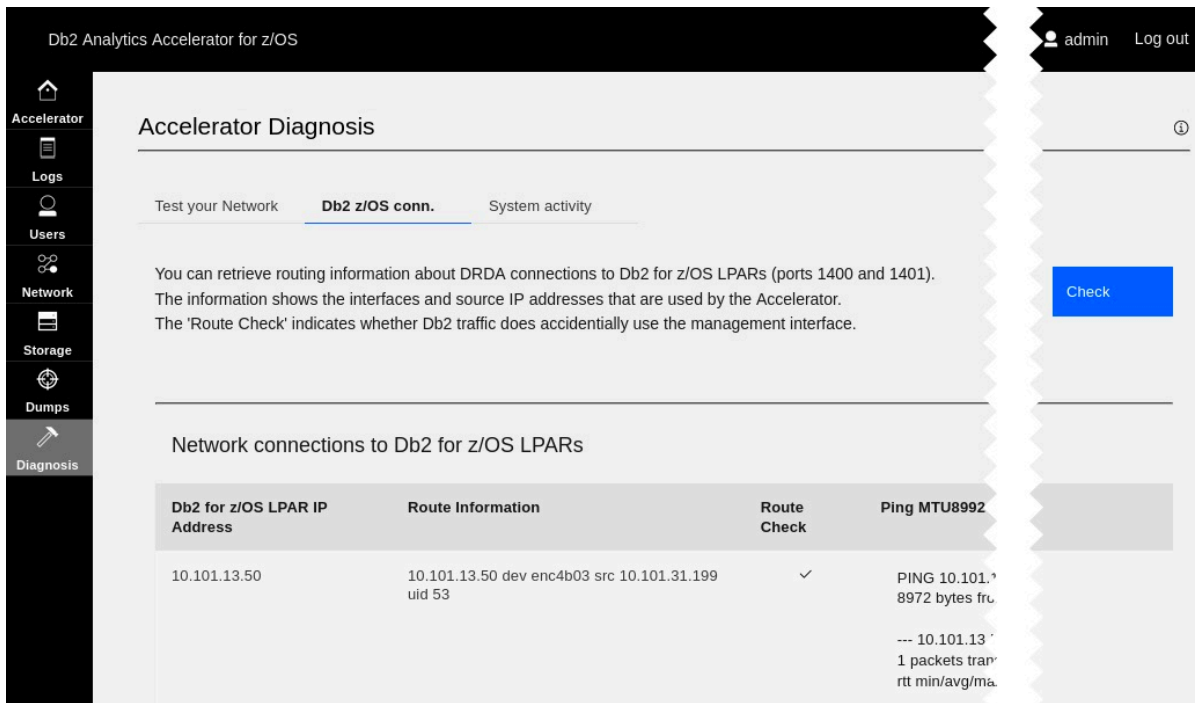 Db2 Analytics Accelerator for z/OS
admin
Log out
Accelerator
Logs
Users
Network
Storage
Dumps
Diagnosis
Accelerator Diagnosis
Test your Network
Db2 z/OS conn.
System activity
You can retrieve routing information about DRDA connections to Db2 for z/OS LPARs (ports 1400 and 1401).
The information shows the interfaces and source IP addresses that are used by the Accelerator.
The 'Route Check' indicates whether Db2 traffic does accidentially use the management interface.
Check
Network connections to Db2 for z/OS LPARs
Db2 for z/OS LPAR IP
Address
Route Information
Route
Check
Ping MTU8992
10.101.13.50
10.101.13.50 dev enc4b03 src 10.101.31.199
uid 53
PING 10.101.
8972 bytes
--- 10.101.13
1 packets
rtt